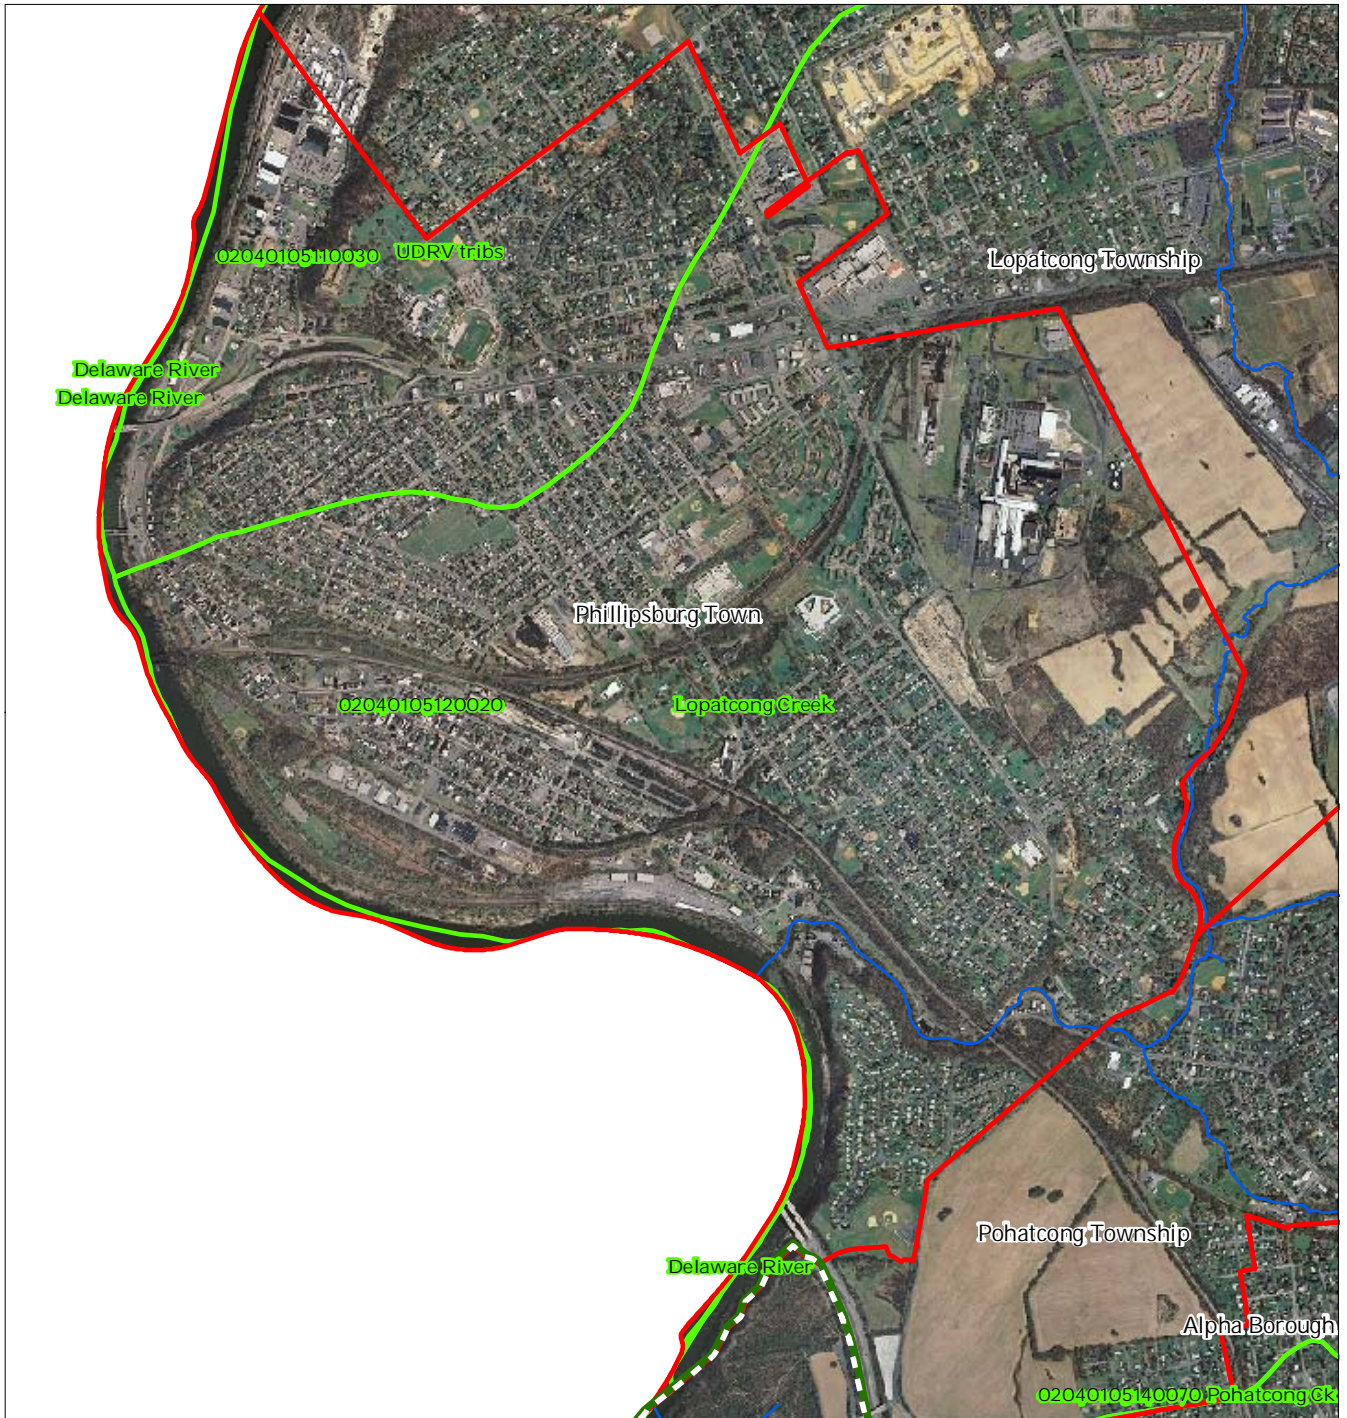 02040105110030 UDRV tribs
Lopatcong Township
Delaware River
Delaware River
Phillipsburg Town
02040105120020
Lopatcong Creek
Pohatcong Township
Delaware River
Alpha Borough
02040105140070 Pohatcong Ck